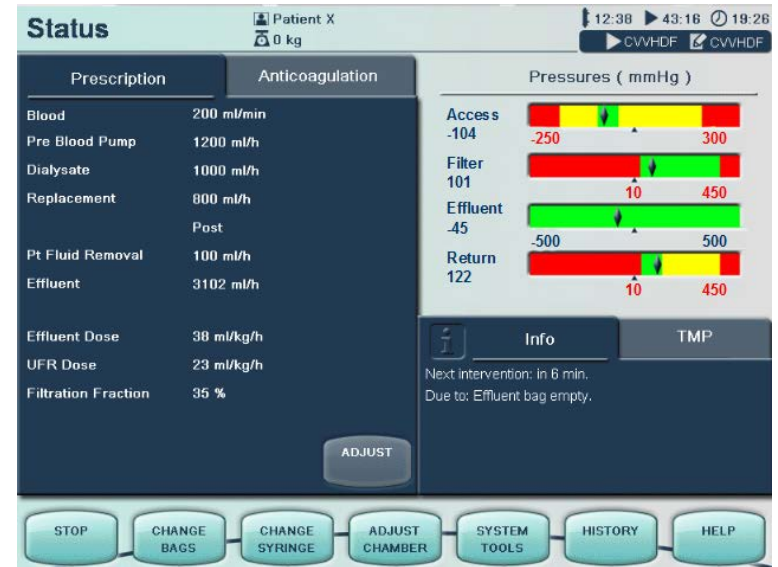 Status
Patient X
0 kg
12:38 43:16 19:26
CVVHDF CVVHDF
Prescription Anticoagulation
Blood 200 ml/min
Pre Blood Pump 1200 ml/h
Dialysate 1000 ml/h
Replacement 800 ml/h
Post
Pt Fluid Removal 100 ml/h
Effluent 3102 ml/h
Effluent Dose 38 ml/kg/h
UFR Dose 23 ml/kg/h
Filtration Fraction 35 %
ADJUST
Pressures ( mmHg )
Access
-104
-250 300
Filter
101
10 450
Effluent
-45
-500 500
Return
122
10 450
i Info TMP
Next intervention: in 6 min.
Due to: Effluent bag empty.
STOP
CHANGE
BAGS
CHANGE
SYRINGE
ADJUST
CHAMBER
SYSTEM
TOOLS
HISTORY
HELP